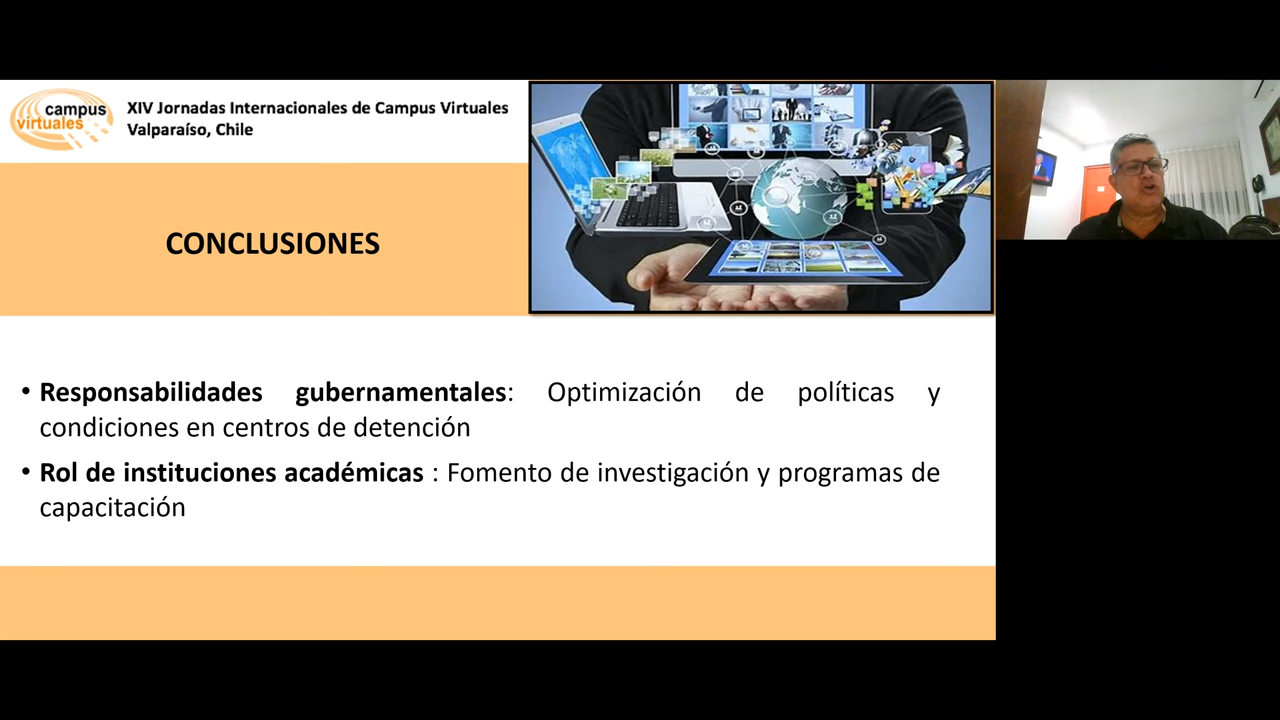 campus
virtuales
XIV Jornadas Internacionales de Campus Virtuales
Valparaíso, Chile
CONCLUSIONES
• Responsabilidades gubernamentales: Optimización de políticas y
condiciones en centros de detención
• Rol de instituciones académicas : Fomento de investigación y programas de
capacitación